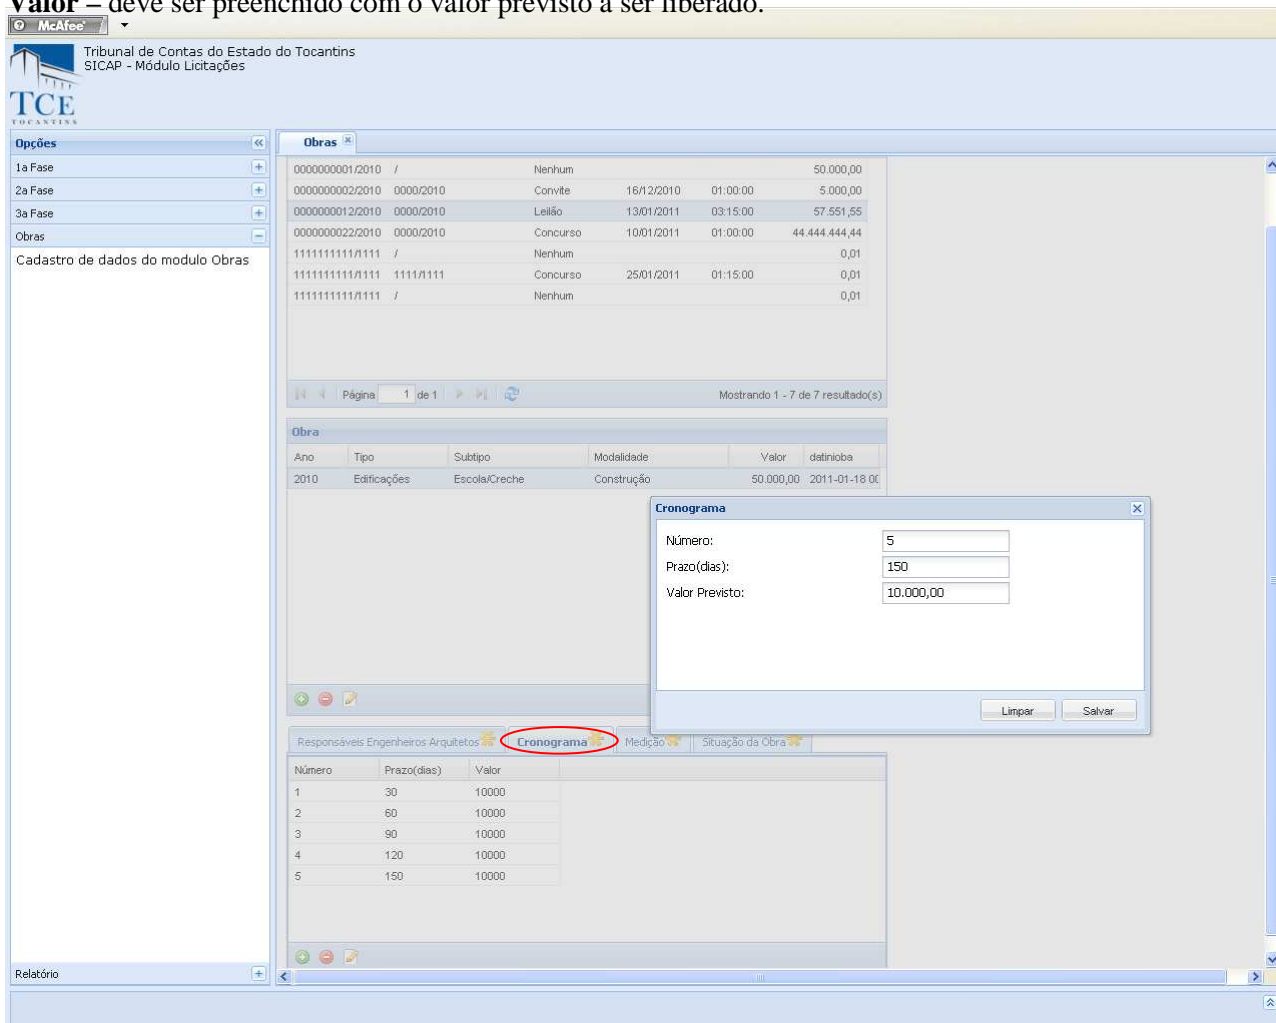 Valor – deve ser preenchido com o valor previsto a ser liberado.
McAfee
Tribunal de Contas do Estado do Tocantins
SICAP - Módulo Licitações
TCE
TOCANTINS
Opções
1a Fase
2a Fase
3a Fase
Obras
Cadastro de dados do modulo Obras
Relatório
Obras
0000000001/2010 / Nenhum 50.000,00
0000000002/2010 0000/2010 Convite 16/12/2010 01:00:00 5.000,00
0000000012/2010 0000/2010 Leilão 13/01/2011 03:15:00 57.551,55
0000000022/2010 0000/2010 Concurso 10/01/2011 01:00:00 44.444.444,44
1111111111/1111 / Nenhum 0,01
1111111111/1111 1111/1111 Concurso 25/01/2011 01:15:00 0,01
1111111111/1111 / Nenhum 0,01
Página 1 de 1 Mostrando 1 - 7 de 7 resultado(s)
Obra
Ano Tipo Subtipo Modalidade Valor datinioba
2010 Edificações Escola/Creche Construção 50.000,00 2011-01-18 00
Cronograma
Número: 5
Prazo(dias): 150
Valor Previsto: 10.000,00
Limpar Salvar
Responsáveis Engenheiros Arquitetos Cronograma Medição Situação da Obra
Número Prazo(dias) Valor
1 30 10000
2 60 10000
3 90 10000
4 120 10000
5 150 10000